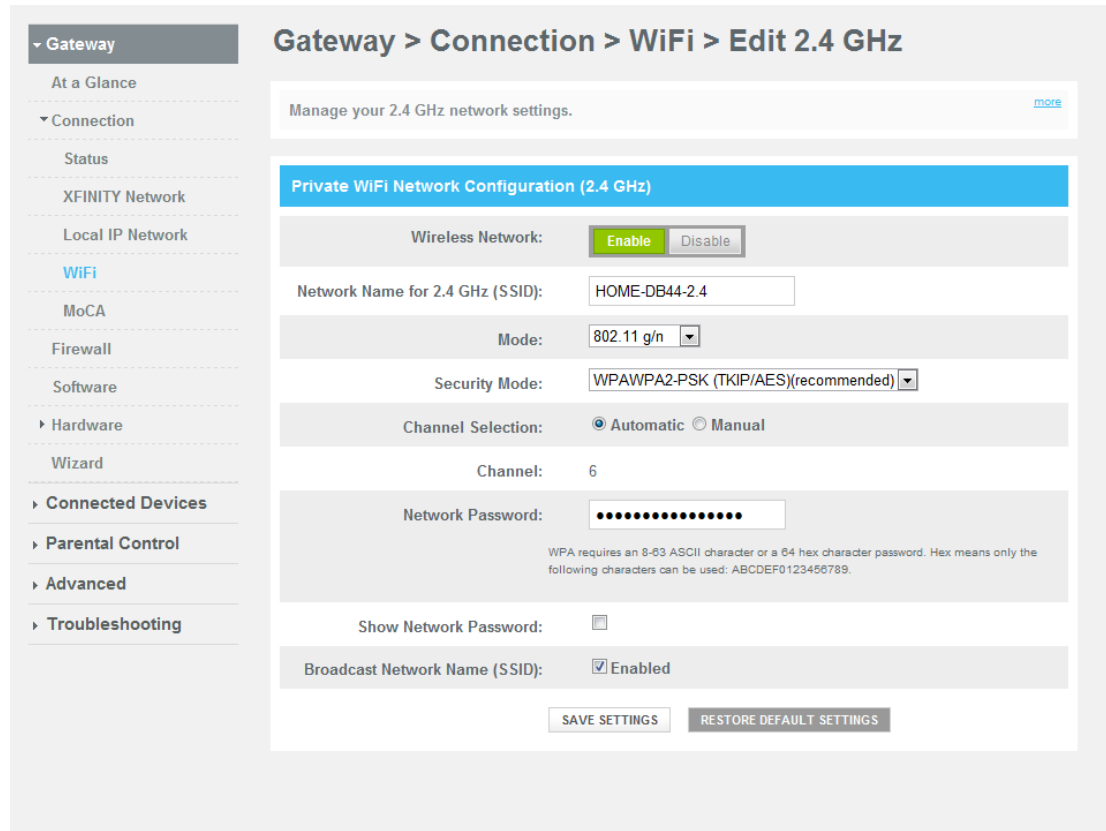 Gateway
At a Glance
Connection
Status
XFINITY Network
Local IP Network
WiFi
MoCA
Firewall
Software
Hardware
Wizard
Connected Devices
Parental Control
Advanced
Troubleshooting
Gateway > Connection > WiFi > Edit 2.4 GHz
Manage your 2.4 GHz network settings.
more
Private WiFi Network Configuration (2.4 GHz)
Wireless Network: Enable Disable
Network Name for 2.4 GHz (SSID): HOME-DB44-2.4
Mode: 802.11 g/n
Security Mode: WPAWPA2-PSK (TKIP/AES)(recommended)
Channel Selection: Automatic Manual
Channel: 6
Network Password: ••••••••••••••••
WPA requires an 8-63 ASCII character or a 64 hex character password. Hex means only the
following characters can be used: ABCDEF0123456789.
Show Network Password:
Broadcast Network Name (SSID): Enabled
SAVE SETTINGS RESTORE DEFAULT SETTINGS